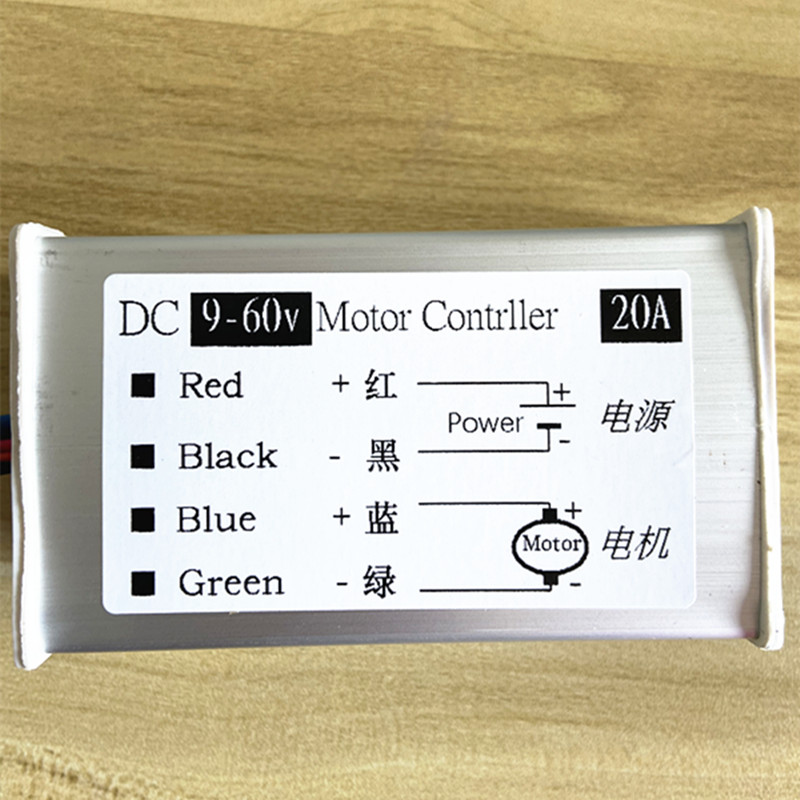 DC 9-60v Motor Contrller 20A
■ Red + 红
+
Power 电源
■ Black - 黑
-
■ Blue + 蓝
+
Motor 电机
■ Green - 绿
-